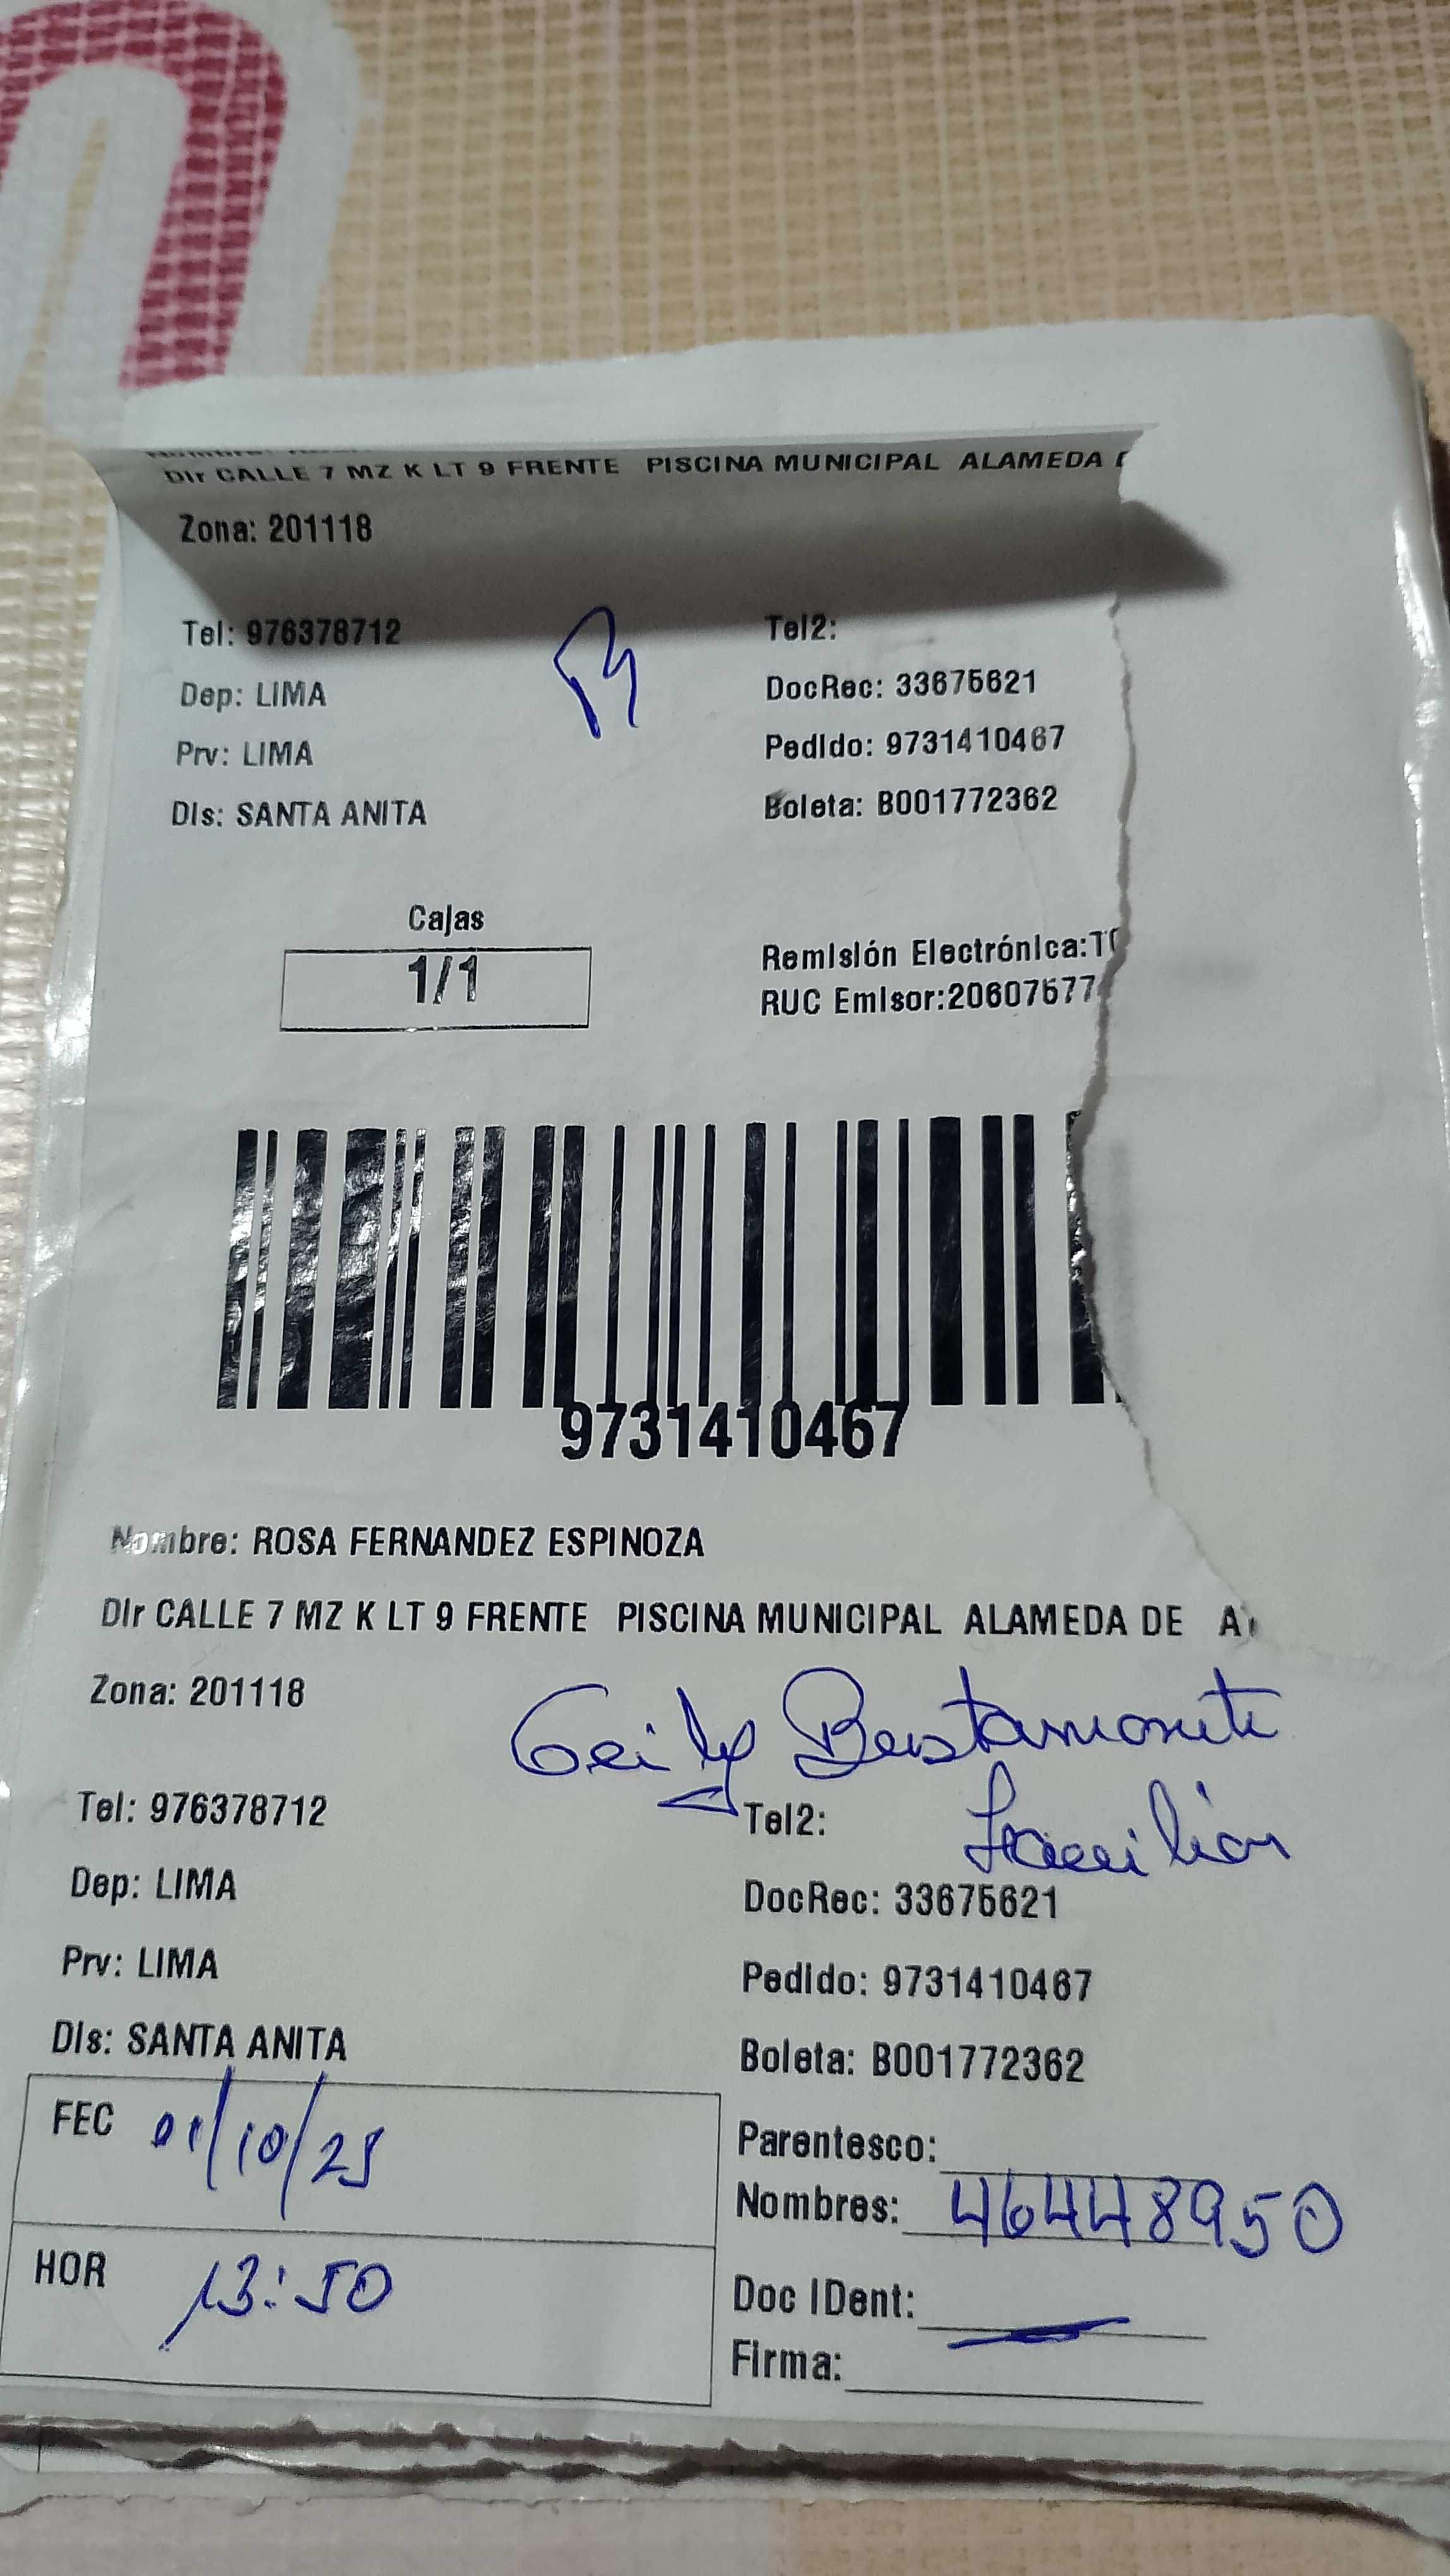 Dir CALLE 7 MZ K LT 9 FRENTE PISCINA MUNICIPAL ALAMEDA
Zona: 201118
Tel: 976378712 Tel2:
Dep: LIMA DocRec: 33675621
Prv: LIMA Pedido: 9731410467
Dis: SANTA ANITA Boleta: B001772362
Cajas
1/1
Remisión Electrónica:
RUC Emisor:20607677
9731410467
Nombre: ROSA FERNANDEZ ESPINOZA
Dir CALLE 7 MZ K LT 9 FRENTE PISCINA MUNICIPAL ALAMEDA DE
Zona: 201118
Bustamante
Tel: 976378712 Tel2: Familiar
Dep: LIMA DocRec: 33675621
Prv: LIMA Pedido: 9731410467
Dis: SANTA ANITA Boleta: B001772362
FEC 01/10/25
Parentesco:
Nombres: 46448950
HOR 13:50
Doc IDent:
Firma: